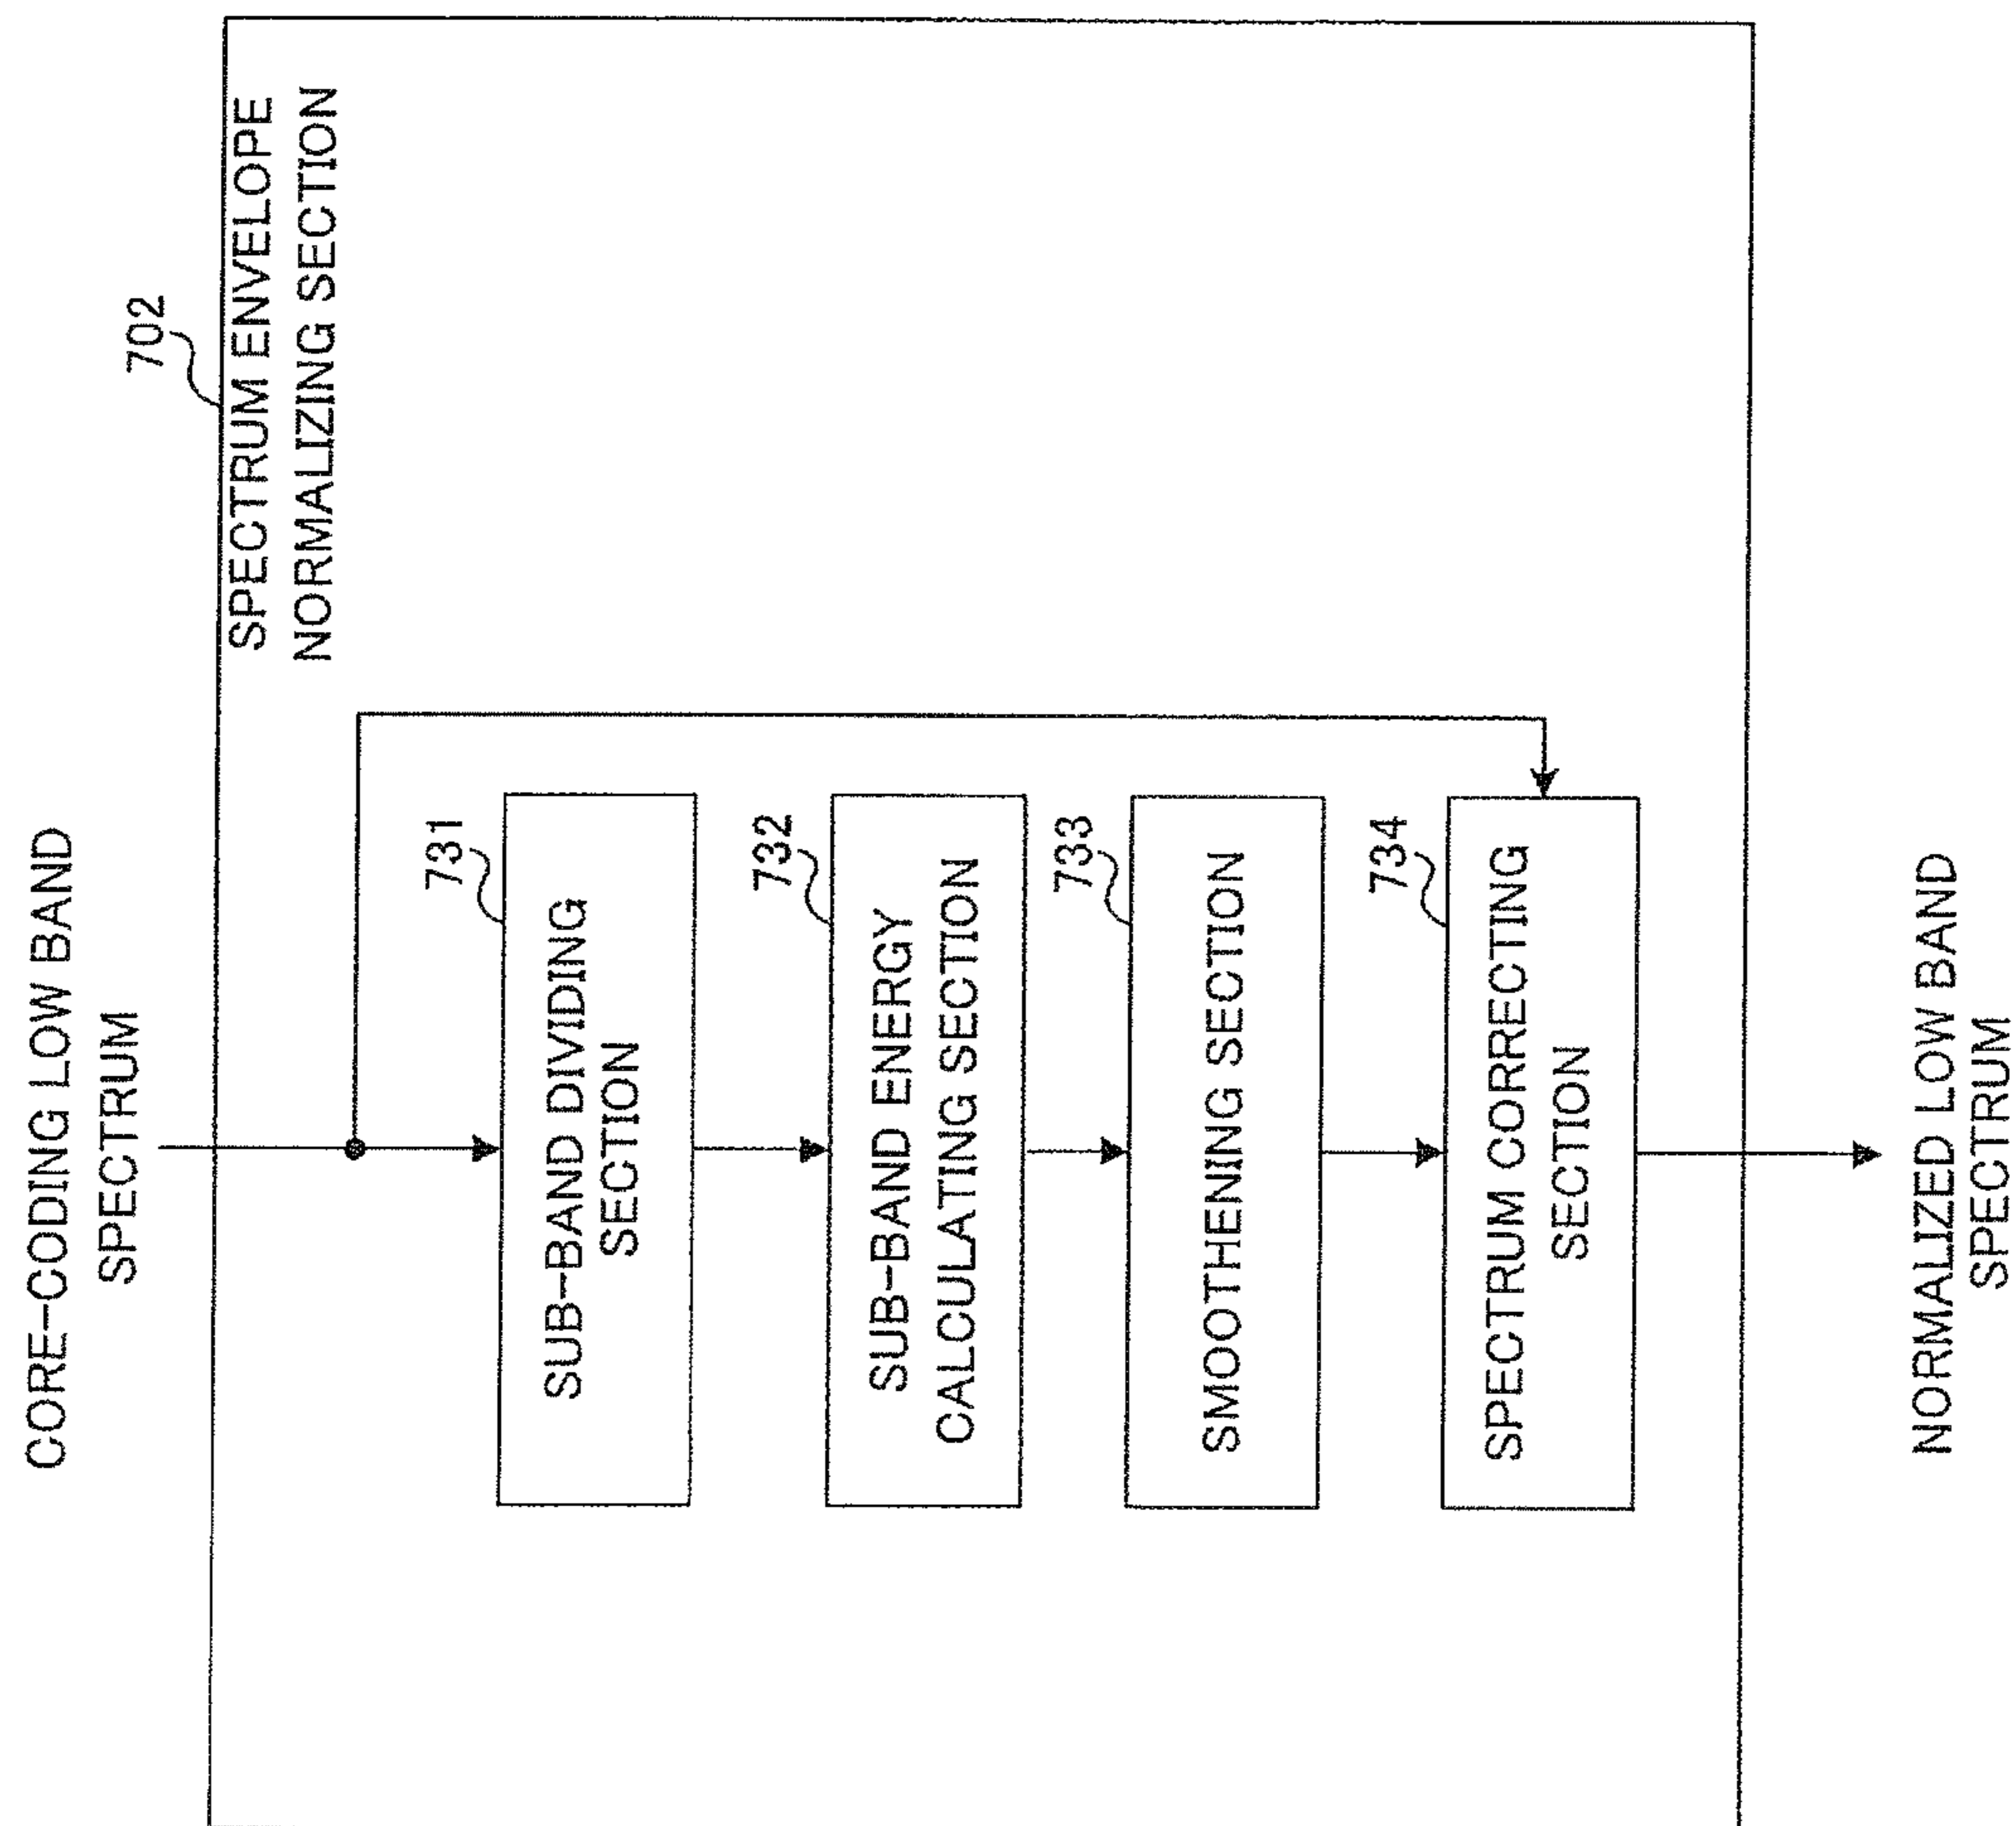 CORE-CODING LOW BAND
SPECTRUM
702
SPECTRUM ENVELOPE
NORMALIZING SECTION
731
SUB-BAND DIVIDING
SECTION
732
SUB-BAND ENERGY
CALCULATING SECTION
733
SMOOTHENING SECTION
734
SPECTRUM CORRECTING
SECTION
NORMALIZED LOW BAND
SPECTRUM